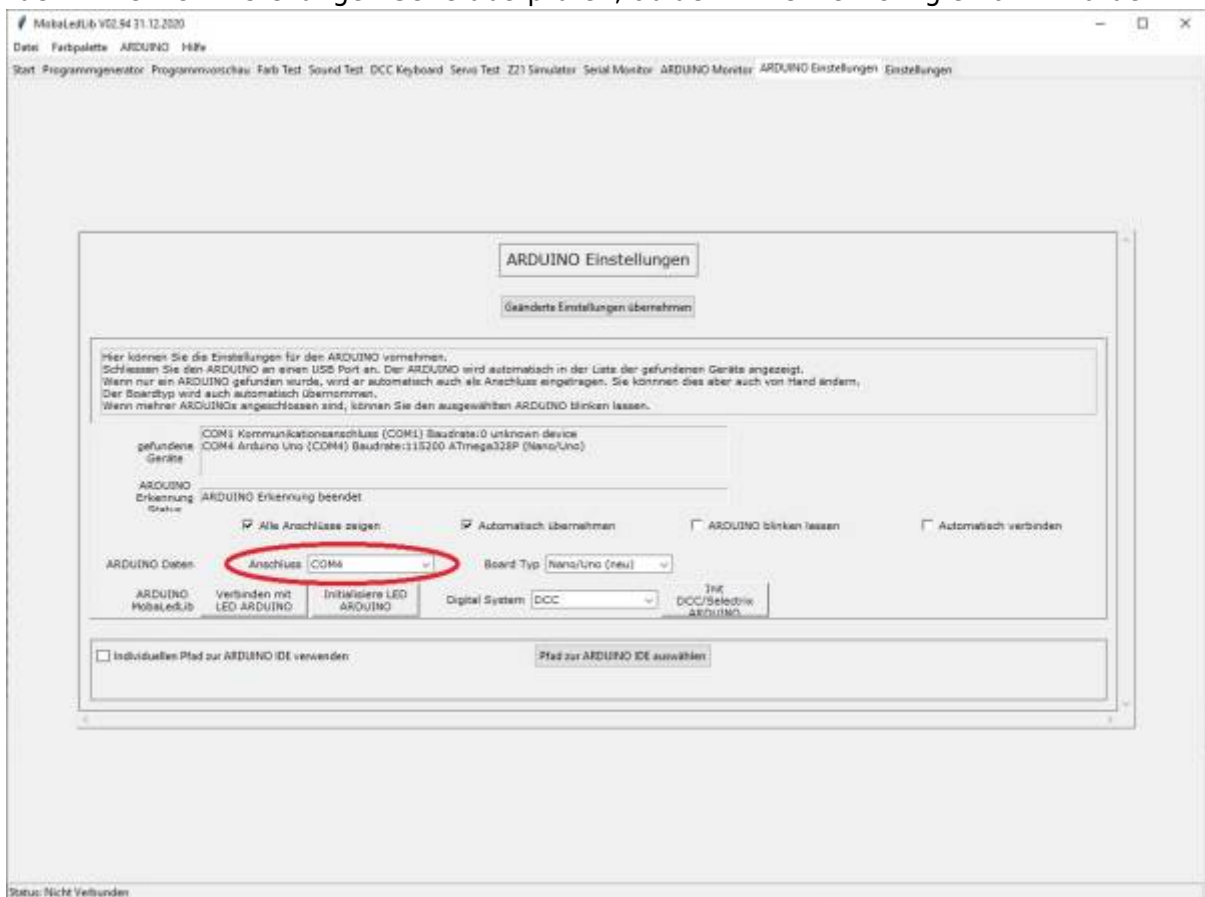 MobaLedLib V02.94 31.12.2020
Datei Farbpalette ARDUINO Hilfe
Start Programmgenerator Programmvorschau Farb Test Sound Test DCC Keyboard Servo Test Z21 Simulator Serial Monitor ARDUINO Monitor ARDUINO Einstellungen Einstellungen
ARDUINO Einstellungen
Geänderte Einstellungen übernehmen
Hier können Sie die Einstellungen für den ARDUINO vornehmen.
Schliessen Sie den ARDUINO an einen USB Port an. Der ARDUINO wird automatisch in der Liste der gefundenen Geräte angezeigt.
Wenn nur ein ARDUINO gefunden wurde, wird er automatisch auch als Anschluss eingetragen. Sie könnnen dies aber auch von Hand ändern.
Der Boardtyp wird auch automatisch übernommen.
Wenn mehrer ARDUINOs angeschlossen sind, können Sie den ausgewählten ARDUINO blinken lassen.
gefundene Geräte
COM1 Kommunikationsanschluss (COM1) Baudrate:0 unknown device
COM4 Arduino Uno (COM4) Baudrate:115200 ATmega328P (Nano/Uno)
ARDUINO Erkennung Status
ARDUINO Erkennung beendet
Alle Anschlüsse zeigen Automatisch übernehmen ARDUINO blinken lassen Automatisch verbinden
ARDUINO Daten Anschluss COM4 Board Typ Nano/Uno (neu)
ARDUINO MobaLedLib
Verbinden mit LED ARDUINO
Initialisiere LED ARDUINO
Digital System DCC
Init DCC/Selectrix ARDUINO
Individuellen Pfad zur ARDUINO IDE verwenden Pfad zur ARDUINO IDE auswählen
Status: Nicht Verbunden